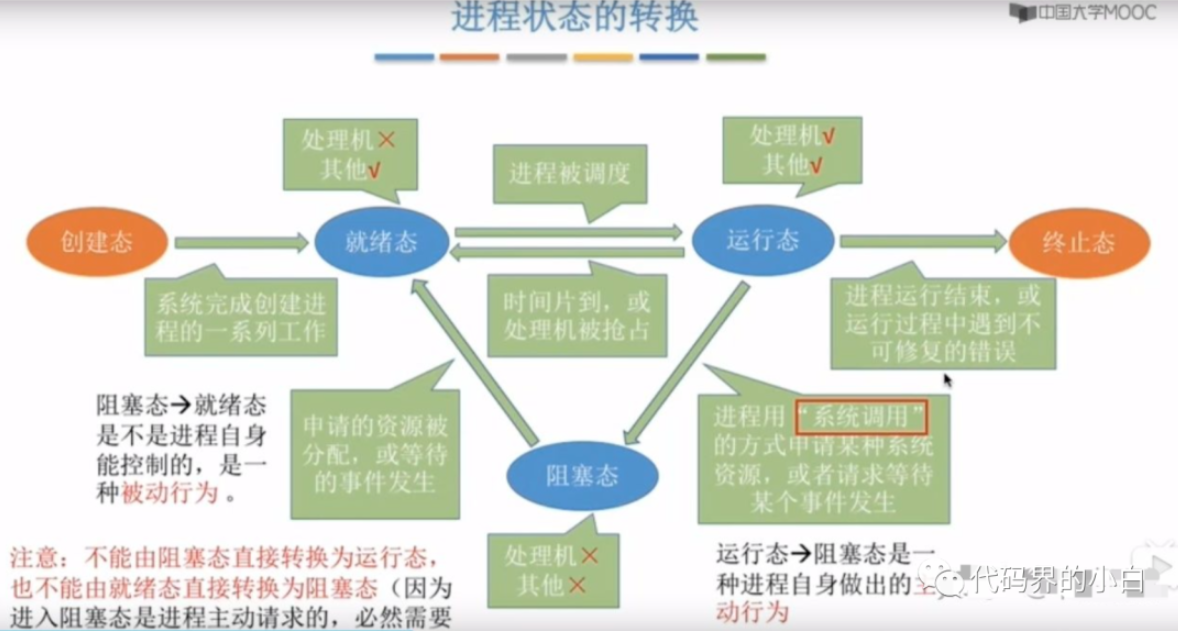 进程状态的转换
中国大学MOOC
处理机×
其他√
进程被调度
处理机√
其他√
创建态
就绪态
运行态
终止态
系统完成创建进
程的一系列工作
时间片到，或
处理机被抢占
进程运行结束，或
运行过程中遇到不
可修复的错误
阻塞态→就绪态
是不是进程自身
能控制的，是一
种被动行为。
申请的资源被
分配，或等待
的事件发生
进程用“系统调用”
的方式申请某种系统
资源，或者请求等待
某个事件发生
阻塞态
处理机×
其他×
注意：不能由阻塞态直接转换为运行态，
也不能由就绪态直接转换为阻塞态（因为
进入阻塞态是进程主动请求的，必然需要
运行态→阻塞态是一
种进程自身做出的主
动行为
代码界的小白